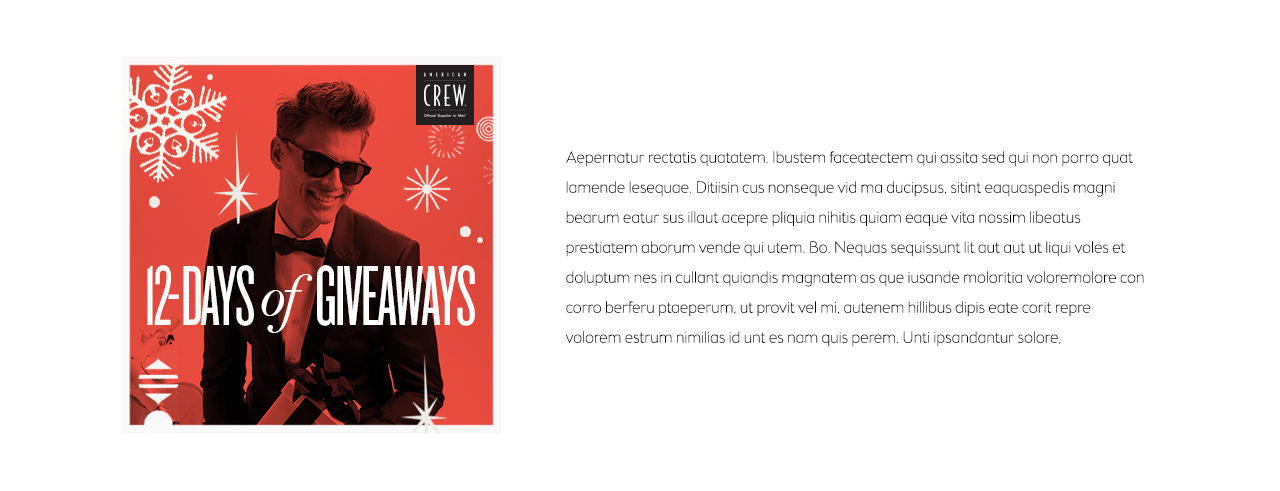 AMERICAN
CREW
Official Supplier to Men
12-DAYS of GIVEAWAYS
Aepernatur rectatis quatatem. Ibustem faceatectem qui assita sed qui non porro quat
lamende lesequae. Ditiisin cus nonseque vid ma ducipsus, sitint eaquaspedis magni
bearum eatur sus illaut acepre pliquia nihitis quiam eaque vita nossim libeatus
prestiatem aborum vende qui utem. Bo. Nequas sequissunt lit aut aut ut liqui voles et
doluptum nes in cullant quiandis magnatem as que iusande moloritia voloremolore con
corro berferu ptaeperum, ut provit vel mi, autenem hillibus dipis eate corit repre
volorem estrum nimilias id unt es nam quis perem. Unti ipsandantur solore,